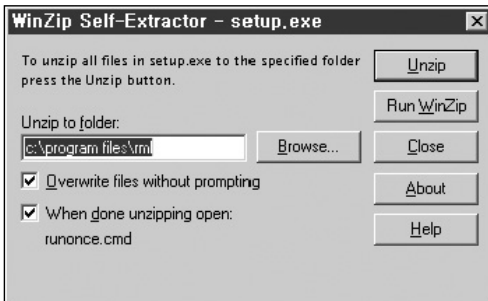 WinZip Self-Extractor - setup.exe
To unzip all files in setup.exe to the specified folder
press the Unzip button.
Unzip to folder:
c:\program files\rml
Browse...
Overwrite files without prompting
When done unzipping open:
runonce.cmd
Unzip
Run WinZip
Close
About
Help